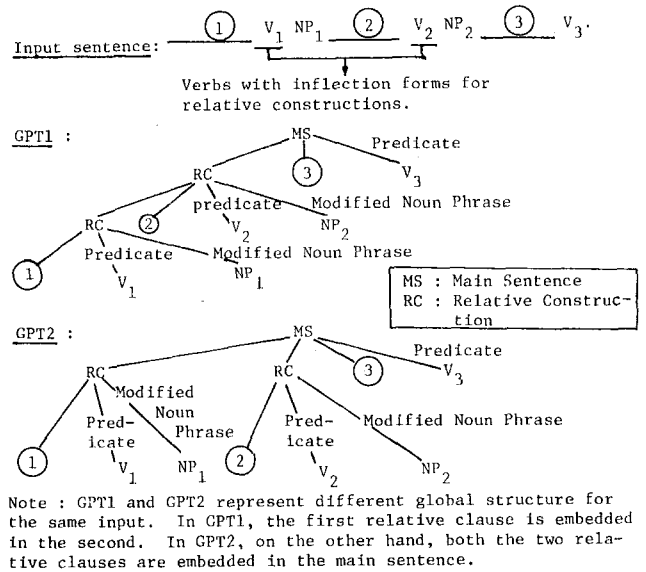 Input sentence: 1 V1 NP1 2 V2 NP2 3 V3.
Verbs with inflection forms for
relative constructions.
GPT1 :
MS
Predicate
RC 3 V3
predicate Modified Noun Phrase
RC 2 V2 NP2
Predicate Modified Noun Phrase
1 V1 NP1
MS : Main Sentence
RC : Relative Construc-
tion
GPT2 :
MS
Predicate
RC RC 3 V3
Modified
Noun
Phrase
Pred-
icate
Pred-
icate
Modified Noun Phrase
1 V1 NP1 2 V2 NP2
Note : GPT1 and GPT2 represent different global structure for
the same input. In GPT1, the first relative clause is embedded
in the second. In GPT2, on the other hand, both the two rela-
tive clauses are embedded in the main sentence.